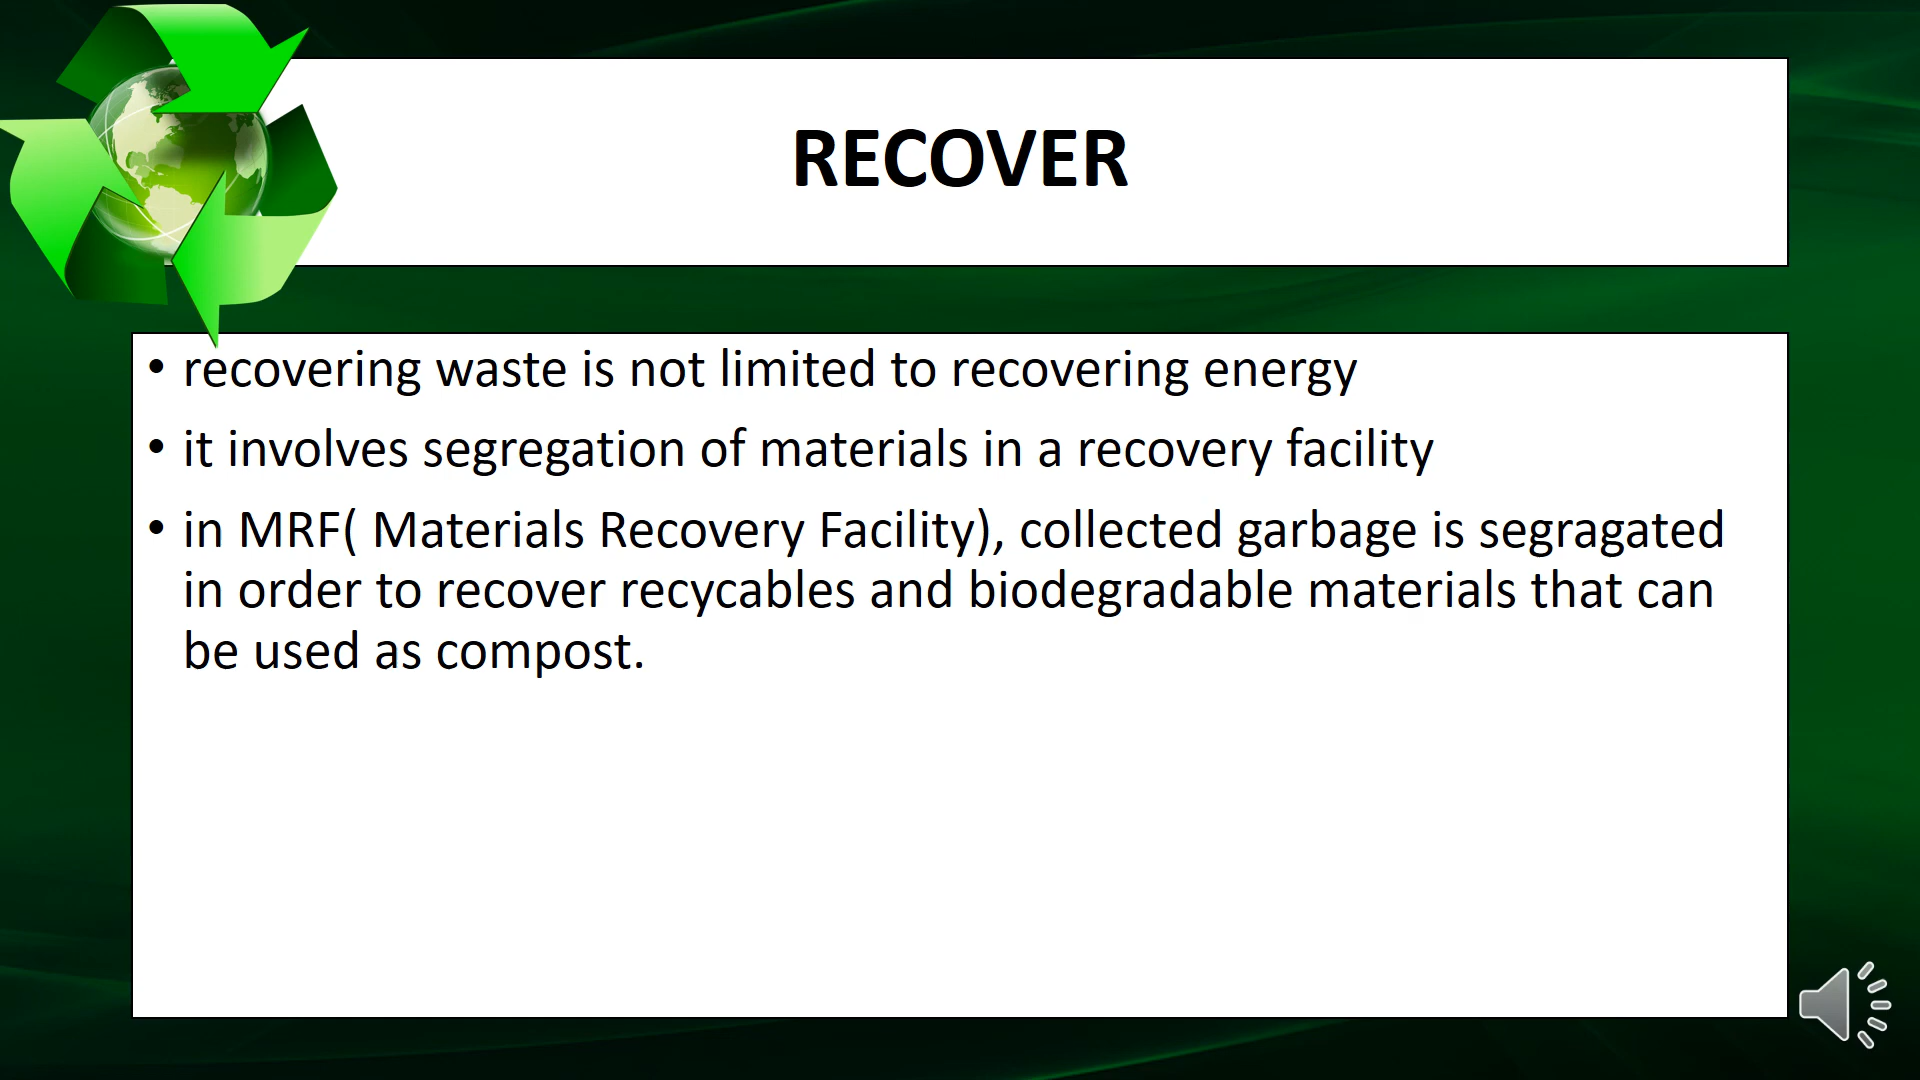 RECOVER
• recovering waste is not limited to recovering energy
• it involves segregation of materials in a recovery facility
• in MRF( Materials Recovery Facility), collected garbage is segragated
in order to recover recycables and biodegradable materials that can
be used as compost.